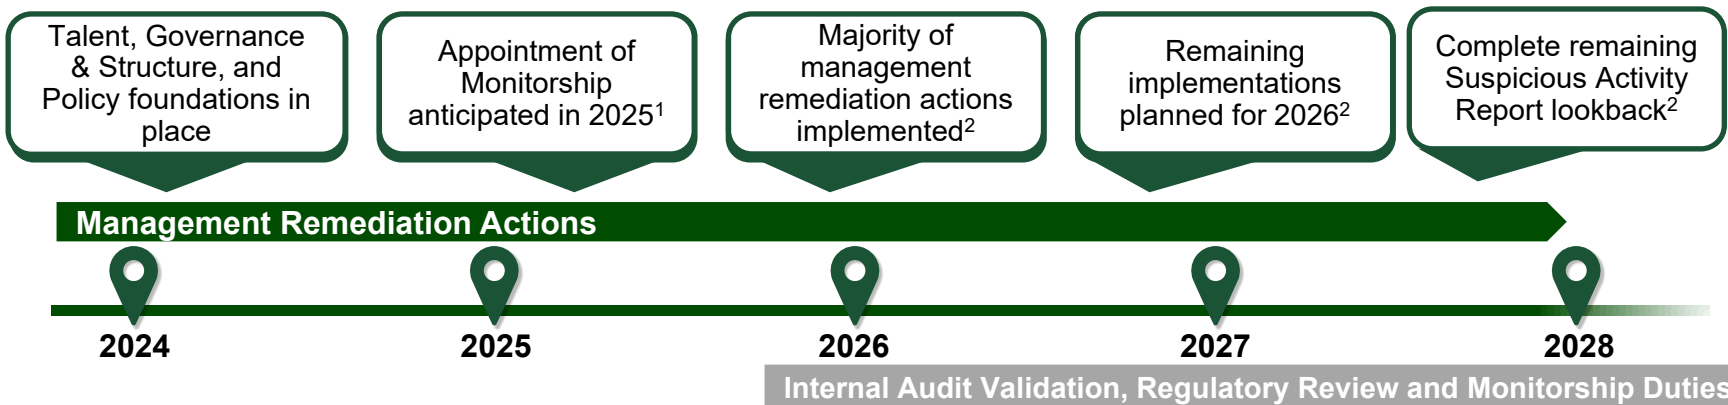 Talent, Governance
& Structure, and
Policy foundations in
place
Appointment of
Monitorship
anticipated in 2025¹
Majority of
management
remediation actions
implemented²
Remaining
implementations
planned for 2026²
Complete remaining
Suspicious Activity
Report lookback²
Management Remediation Actions
2024
2025
2026
2027
2028
Internal Audit Validation, Regulatory Review and Monitorship Duties